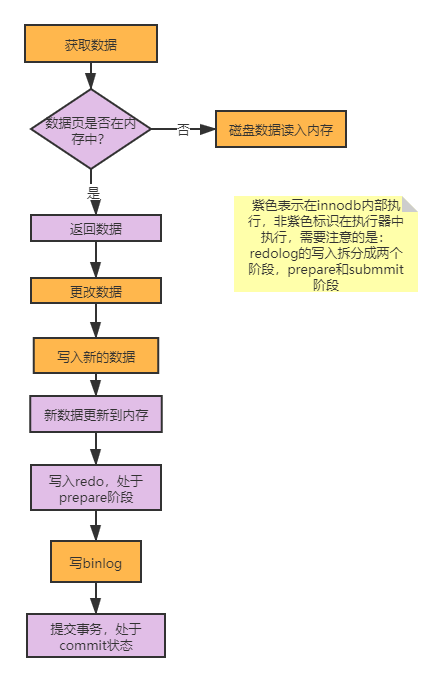 获取数据
数据页是否在内
存中？
否
磁盘数据读入内存
是
紫色表示在innodb内部执
行，非紫色标识在执行器中
执行，需要注意的是：
redolog的写入拆分成两个
阶段，prepare和submmit
阶段
返回数据
更改数据
写入新的数据
新数据更新到内存
写入redo，处于
prepare阶段
写binlog
提交事务，处于
commit状态